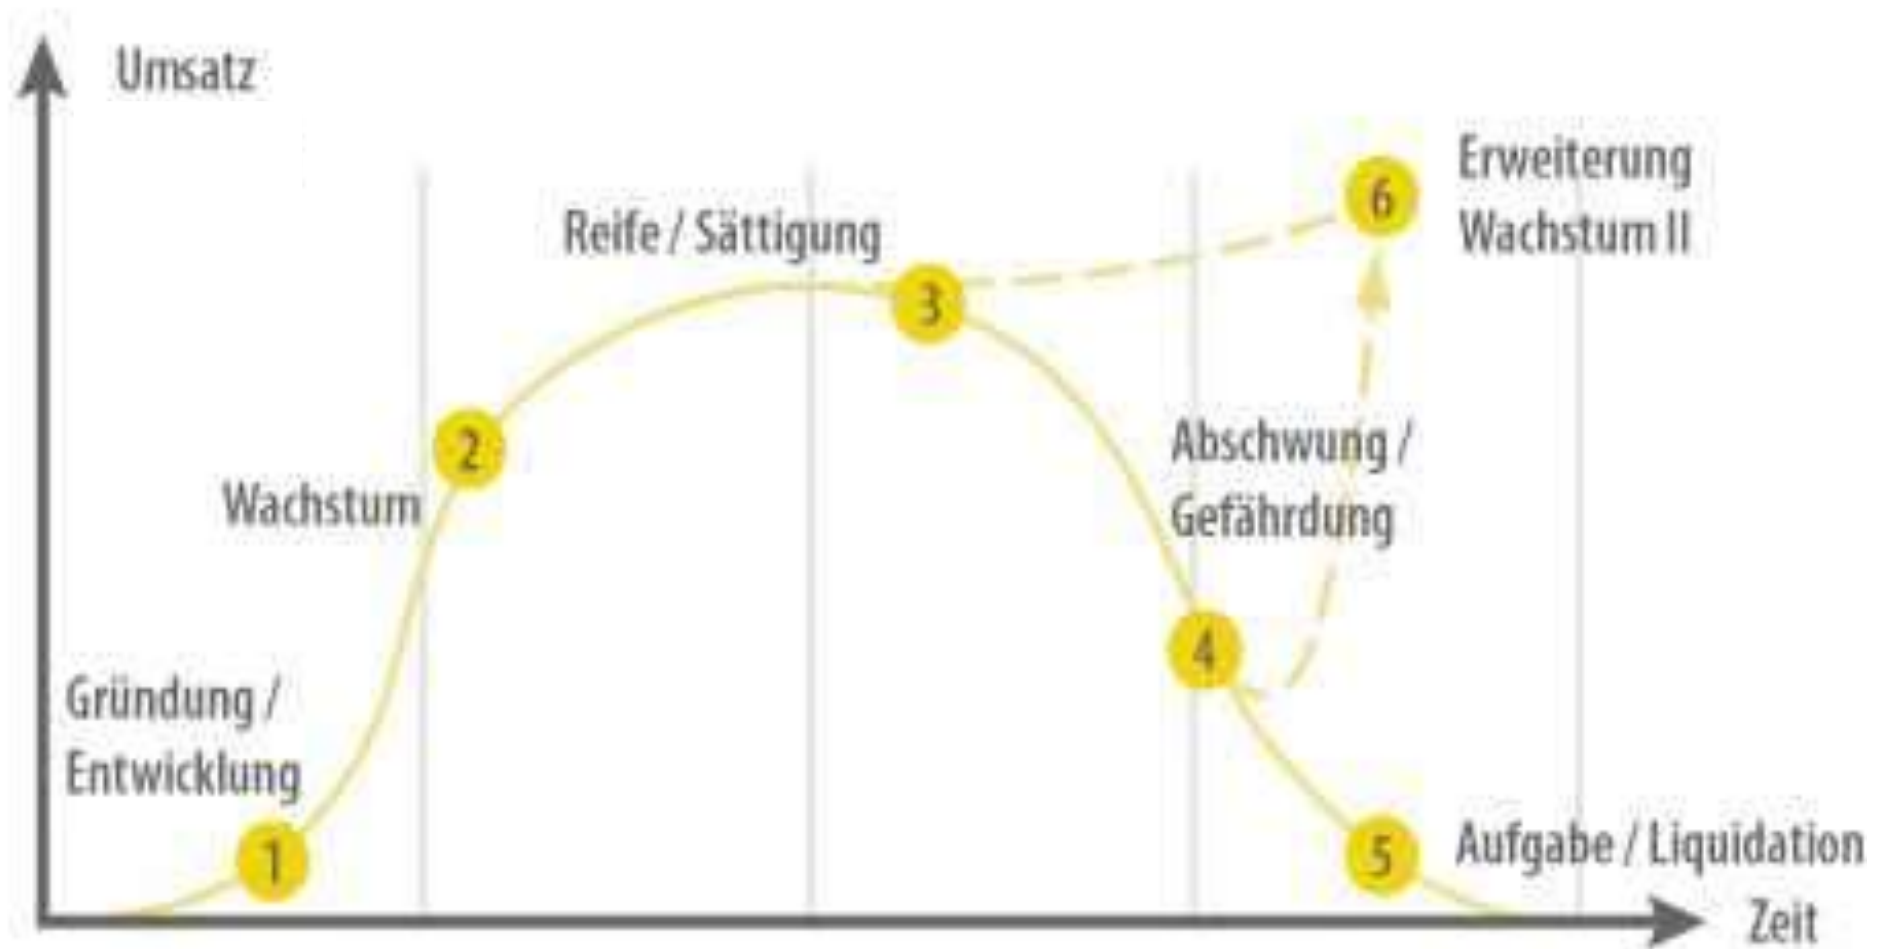 Umsatz
Erweiterung
6
Wachstum II
Reife / Sättigung
3
2
Abschwung /
Wachstum
Gefährdung
4
Gründung /
Entwicklung
1
5
Aufgabe / Liquidation
Zeit